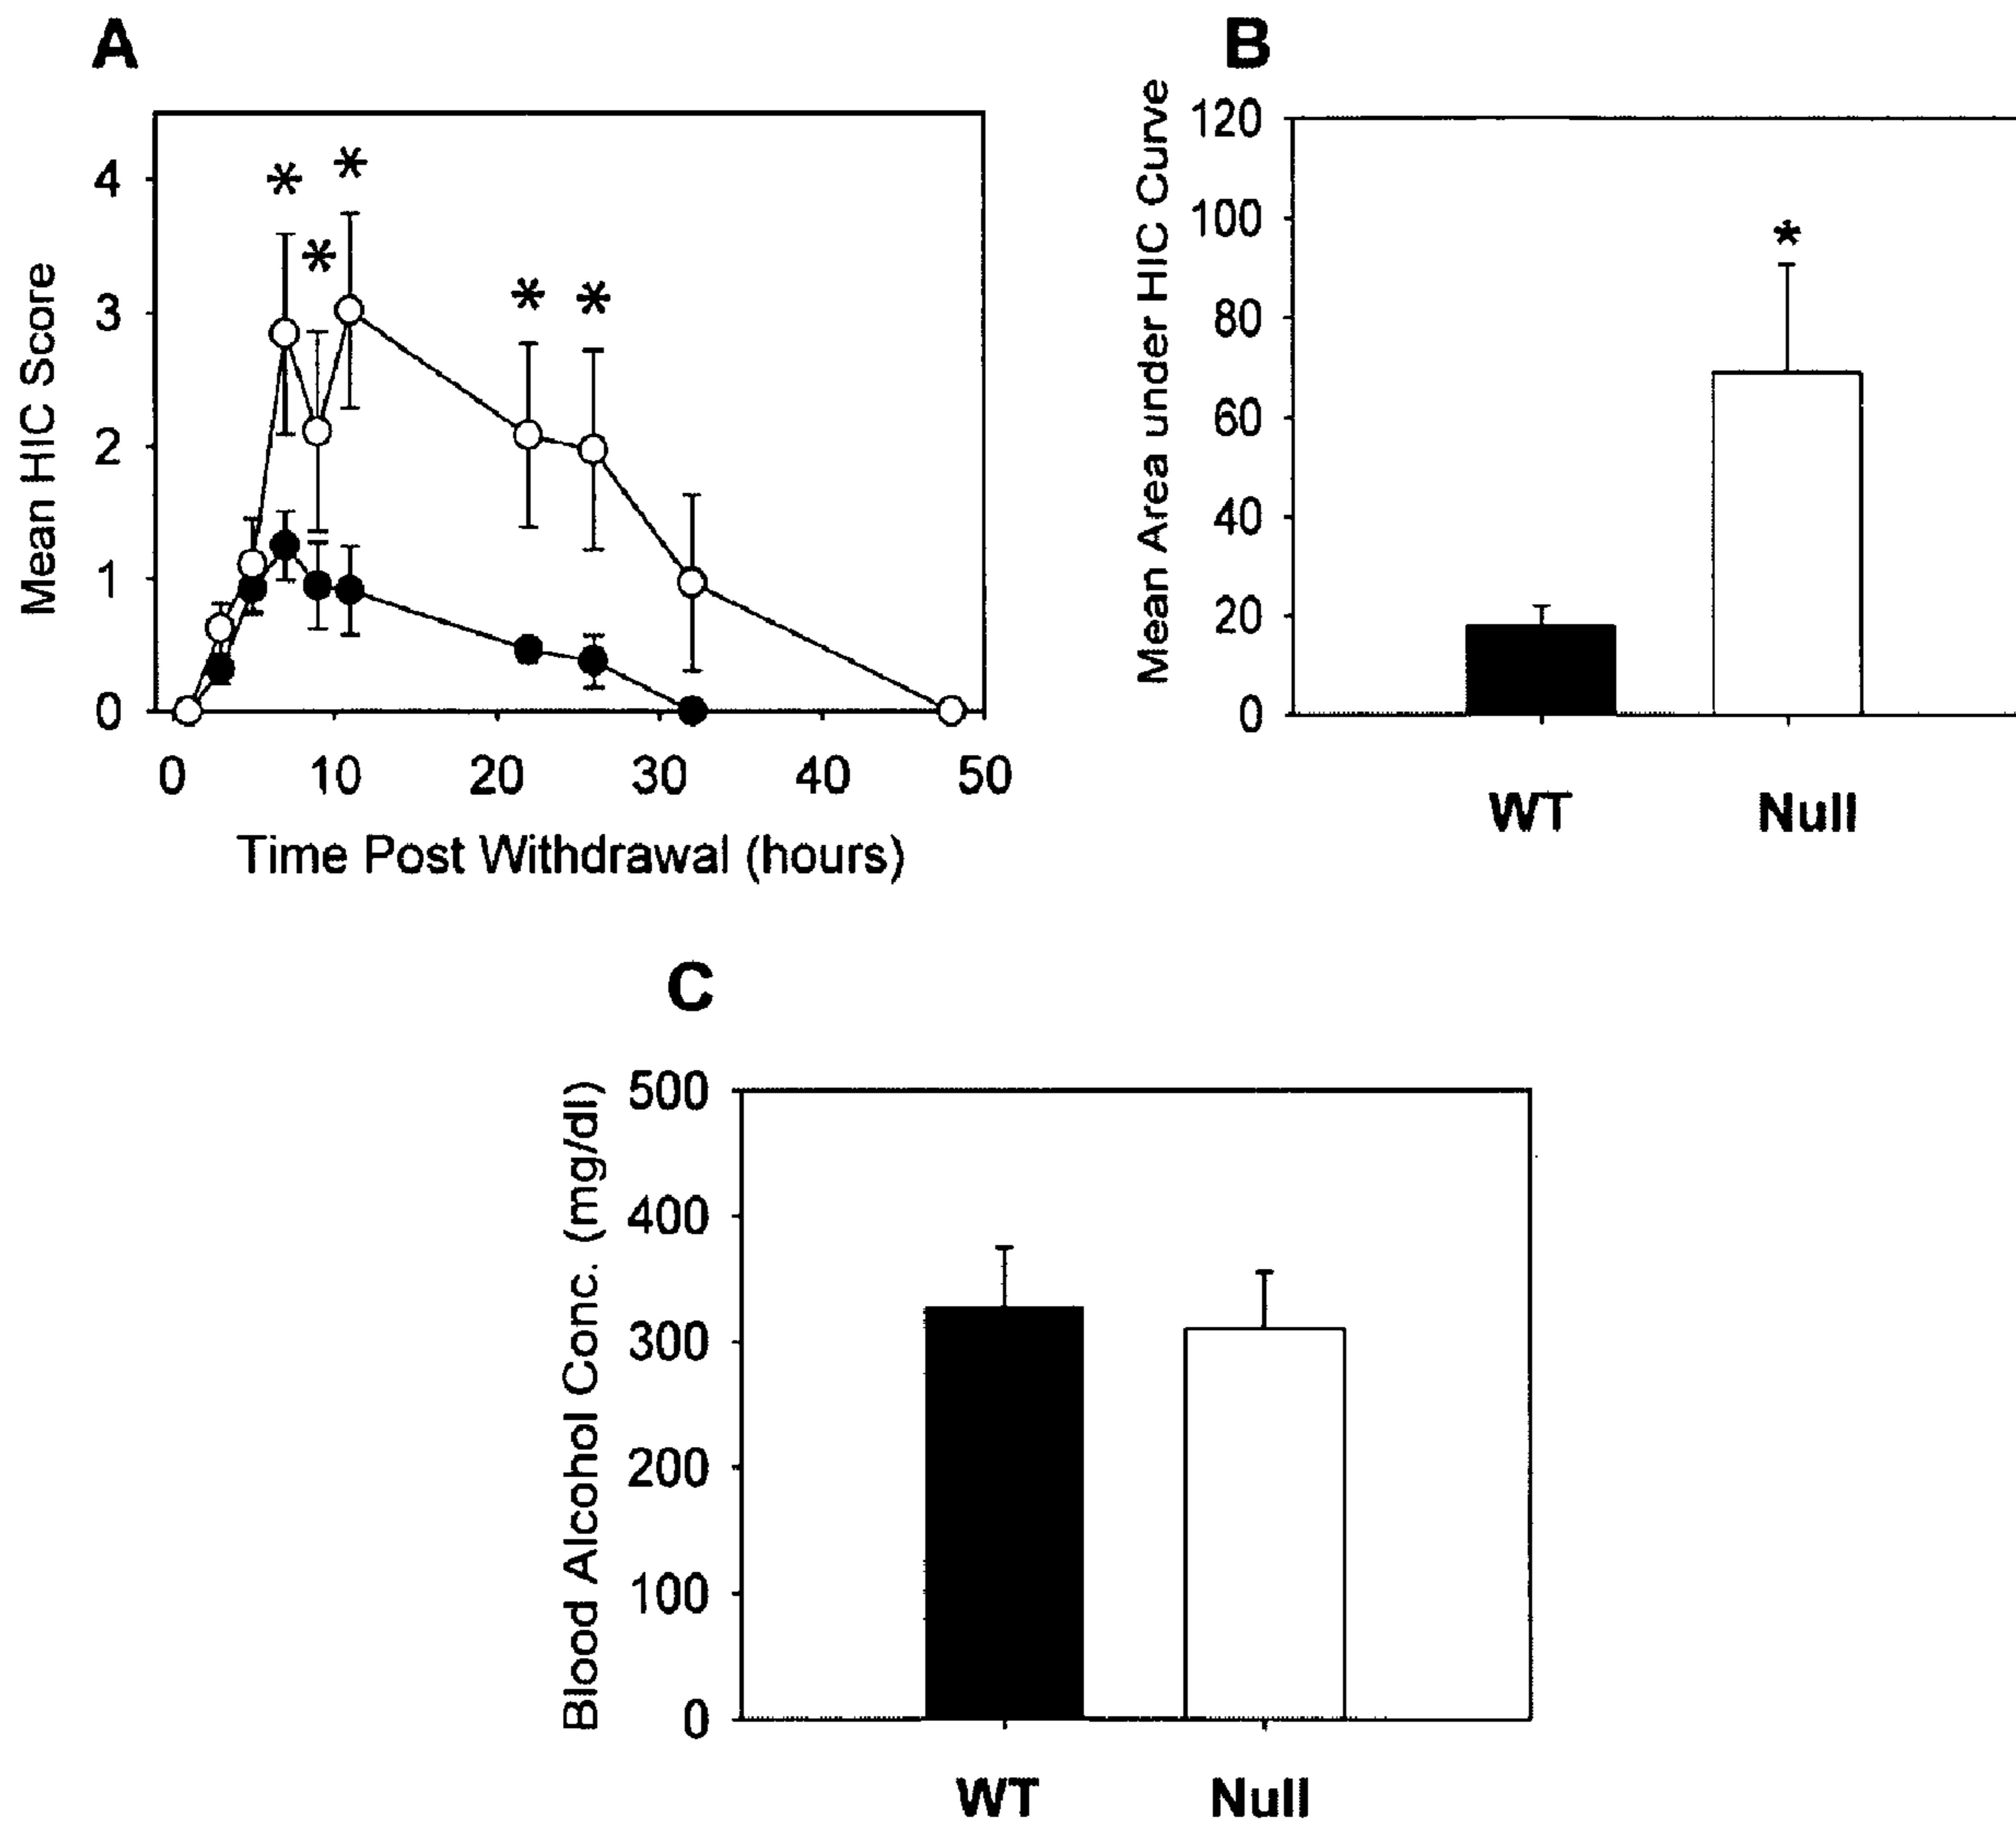 A
Mean HIC Score
4
3
2
1
0
* * * * *
0 10 20 30 40 50
Time Post Withdrawal (hours)
B
Mean Area under HIC Curve
120
100
80
60
40
20
0
*
WT Null
C
Blood Alcohol Conc. (mg/dl)
500
400
300
200
100
0
WT Null